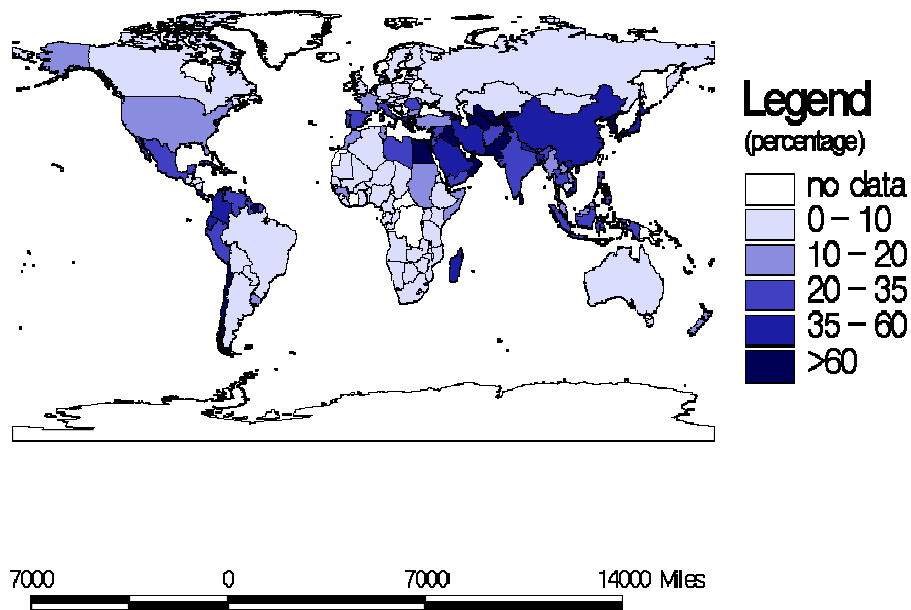 Legend
(percentage)
no data
0 – 10
10 – 20
20 – 35
35 – 60
>60
7000 0 7000 14000 Miles